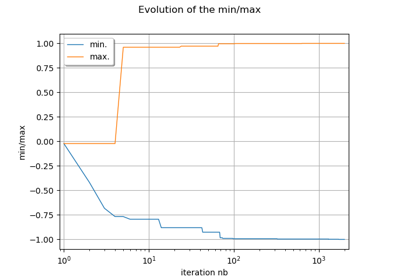 Evolution of the min/max
min.
max.
1.00
0.75
0.50
0.25
0.00
−0.25
−0.50
−0.75
−1.00
min/max
10⁰
10¹
10²
10³
iteration nb